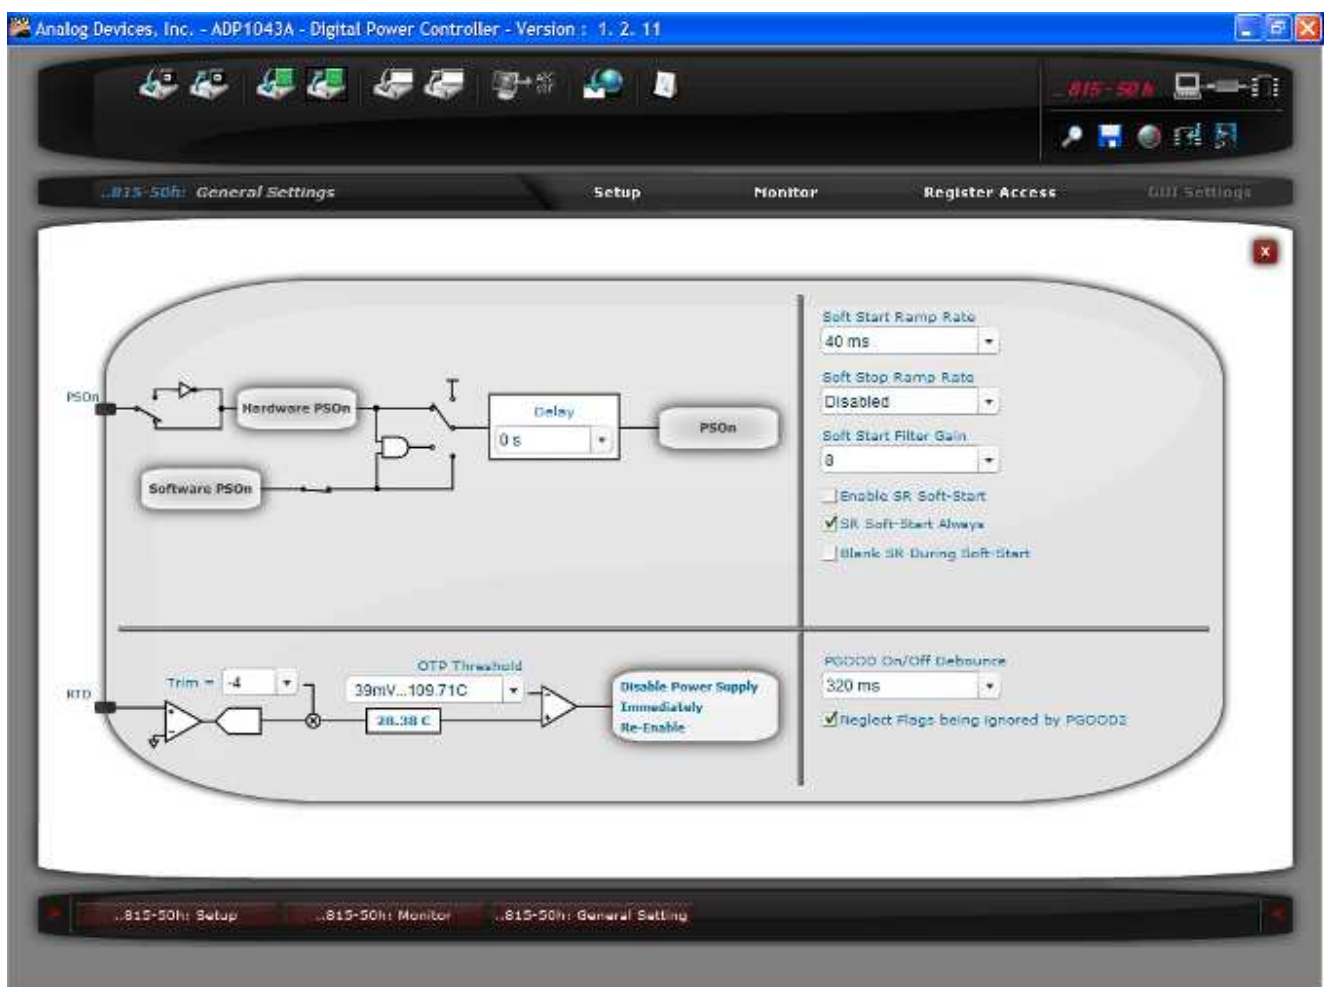 Analog Devices, Inc. - ADP1043A - Digital Power Controller - Version : 1. 2. 11
..815-50h
..815-50h: General Settings
Setup
Monitor
Register Access
GUI Settings
x
PSOn
Hardware PSOn
Software PSOn
Delay
0 s
PSOn
Soft Start Ramp Rate
40 ms
Soft Stop Ramp Rate
Disabled
Soft Start Filter Gain
8
Enable SR Soft-Start
SR Soft-Start Always
Blank SR During Soft-Start
RTD
Trim = -4
OTP Threshold
39mV...109.71C
28.38 C
Disable Power Supply
Immediately
Re-Enable
PGOOD On/Off Debounce
320 ms
Neglect Flags being ignored by PGOOD2
..815-50h: Setup
..815-50h: Monitor
..815-50h: General Setting